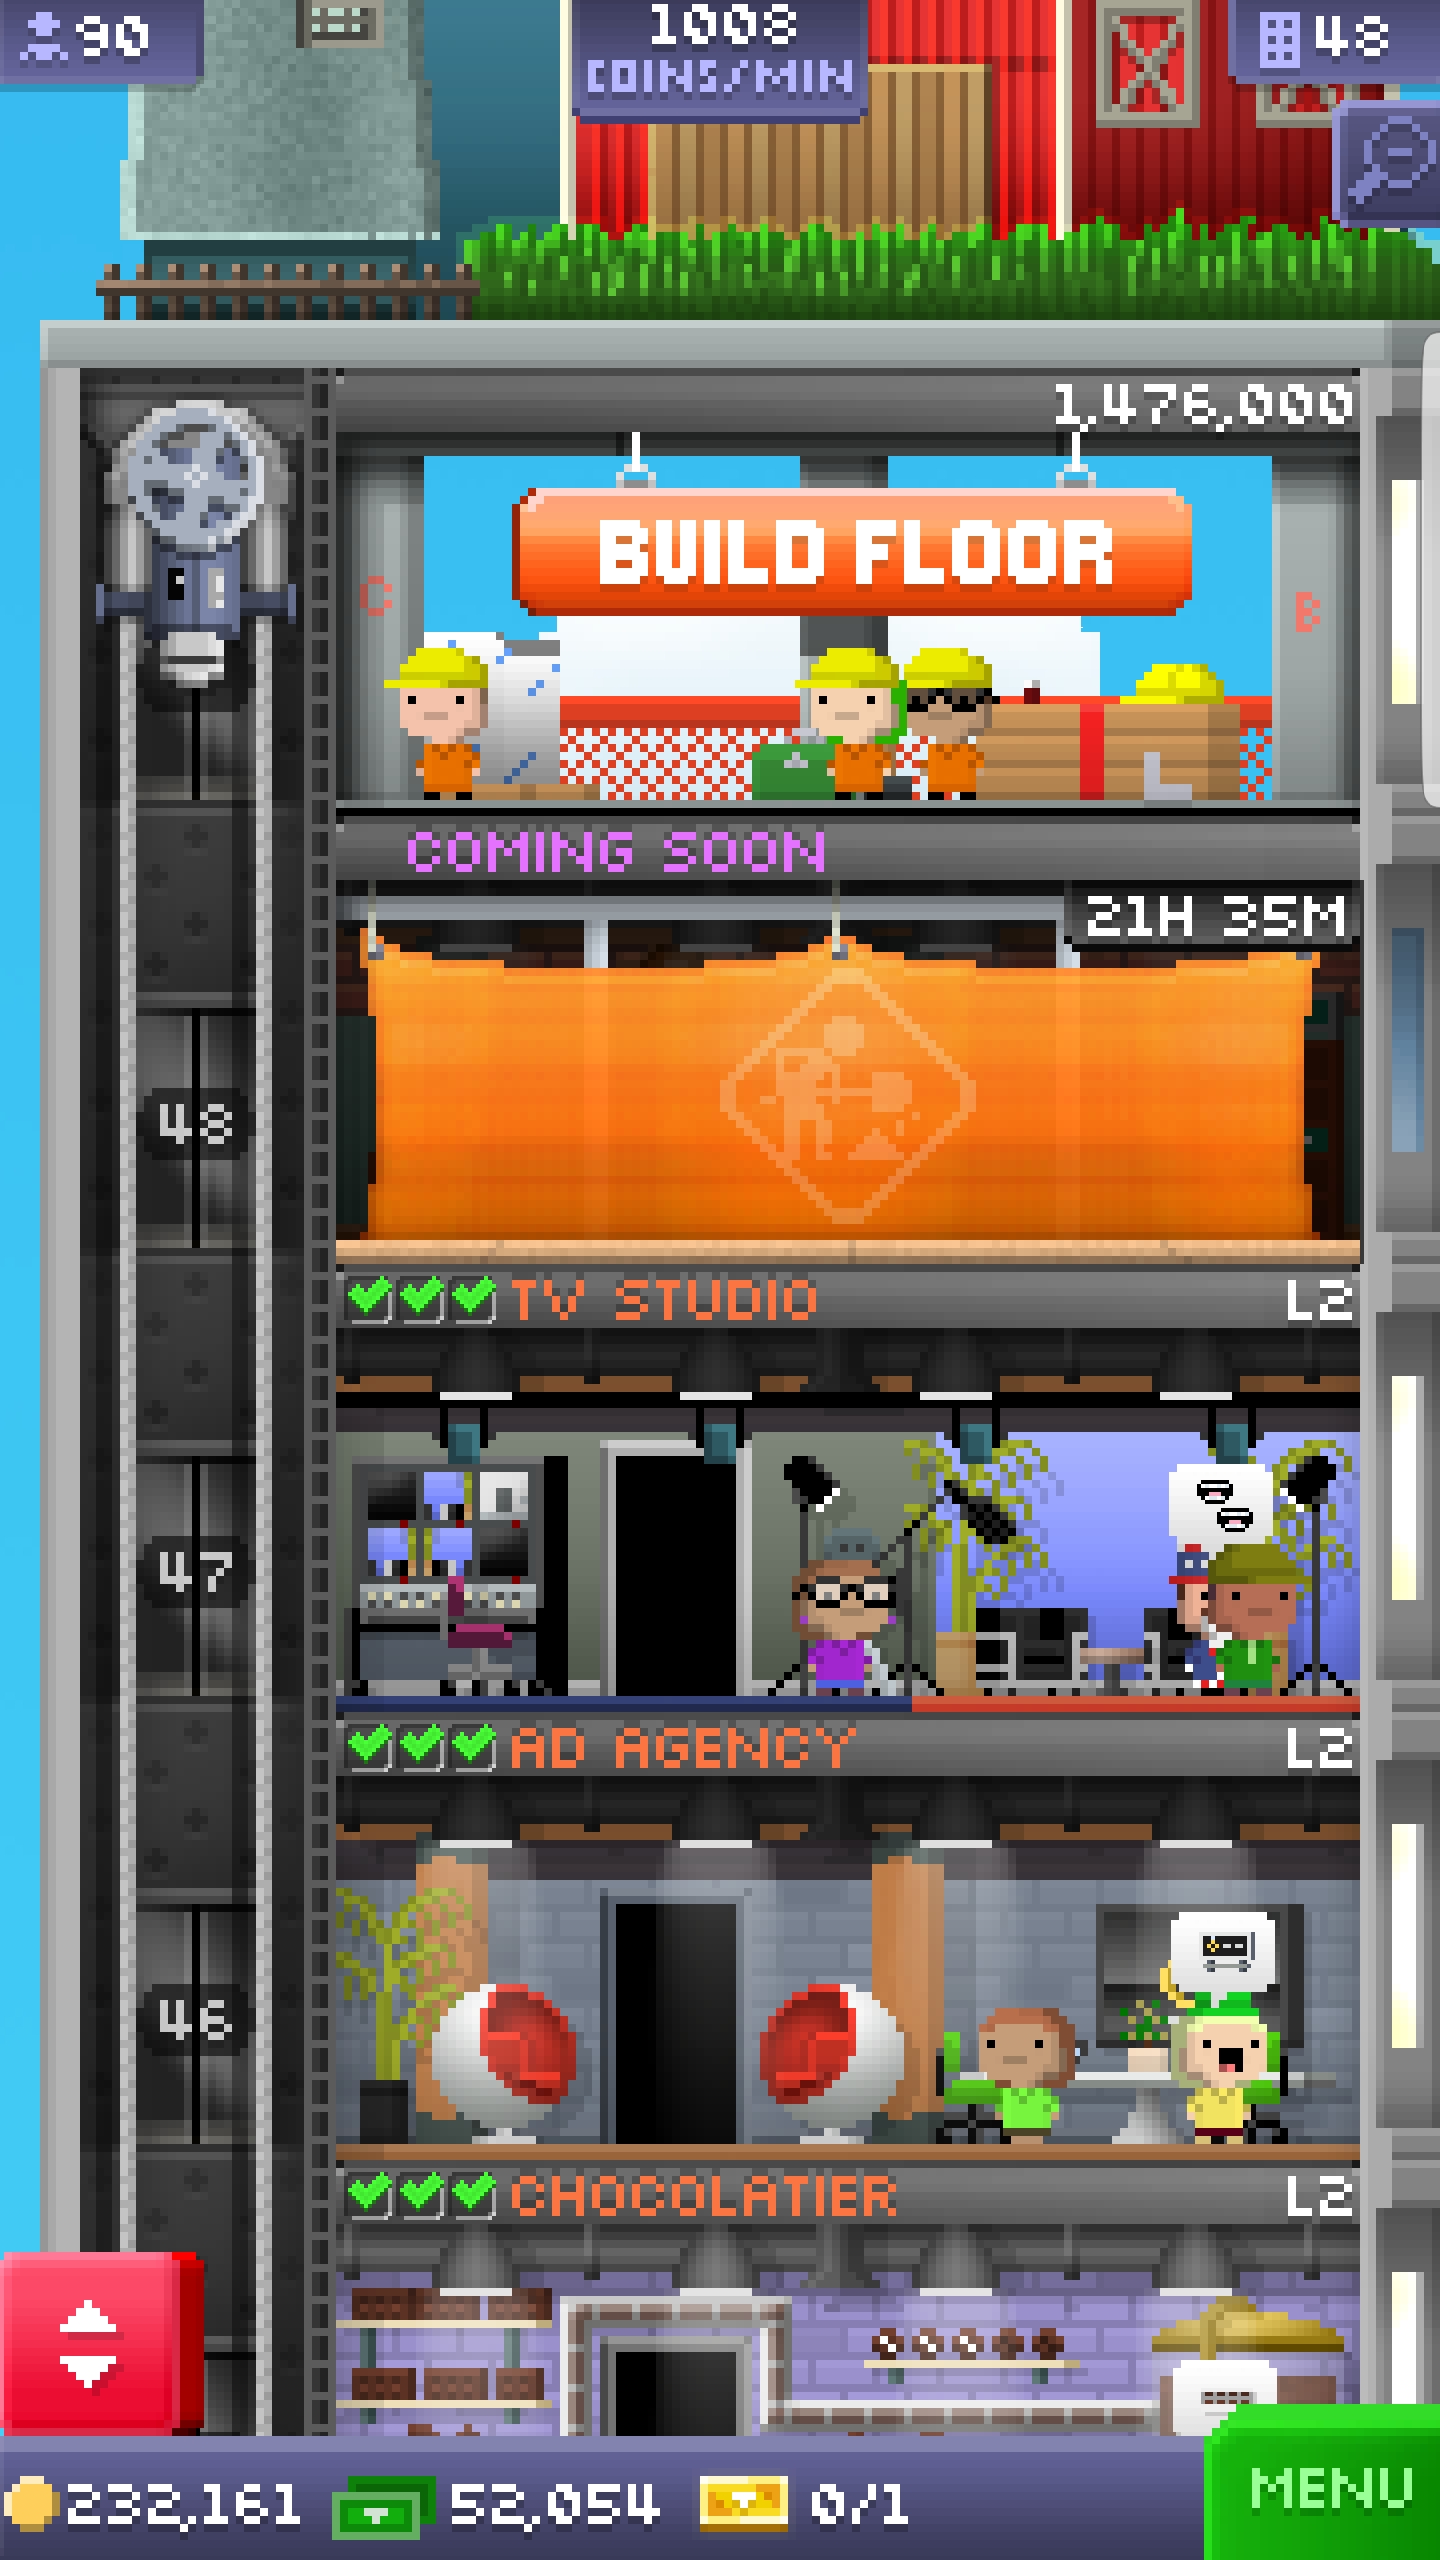 90
1008
COINS/MIN
48
1,476,000
BUILD FLOOR
C
B
COMING SOON
21H 35M
48
TV STUDIO L2
47
AD AGENCY L2
46
CHOCOLATIER L2
232,161 52,054 0/1
MENU